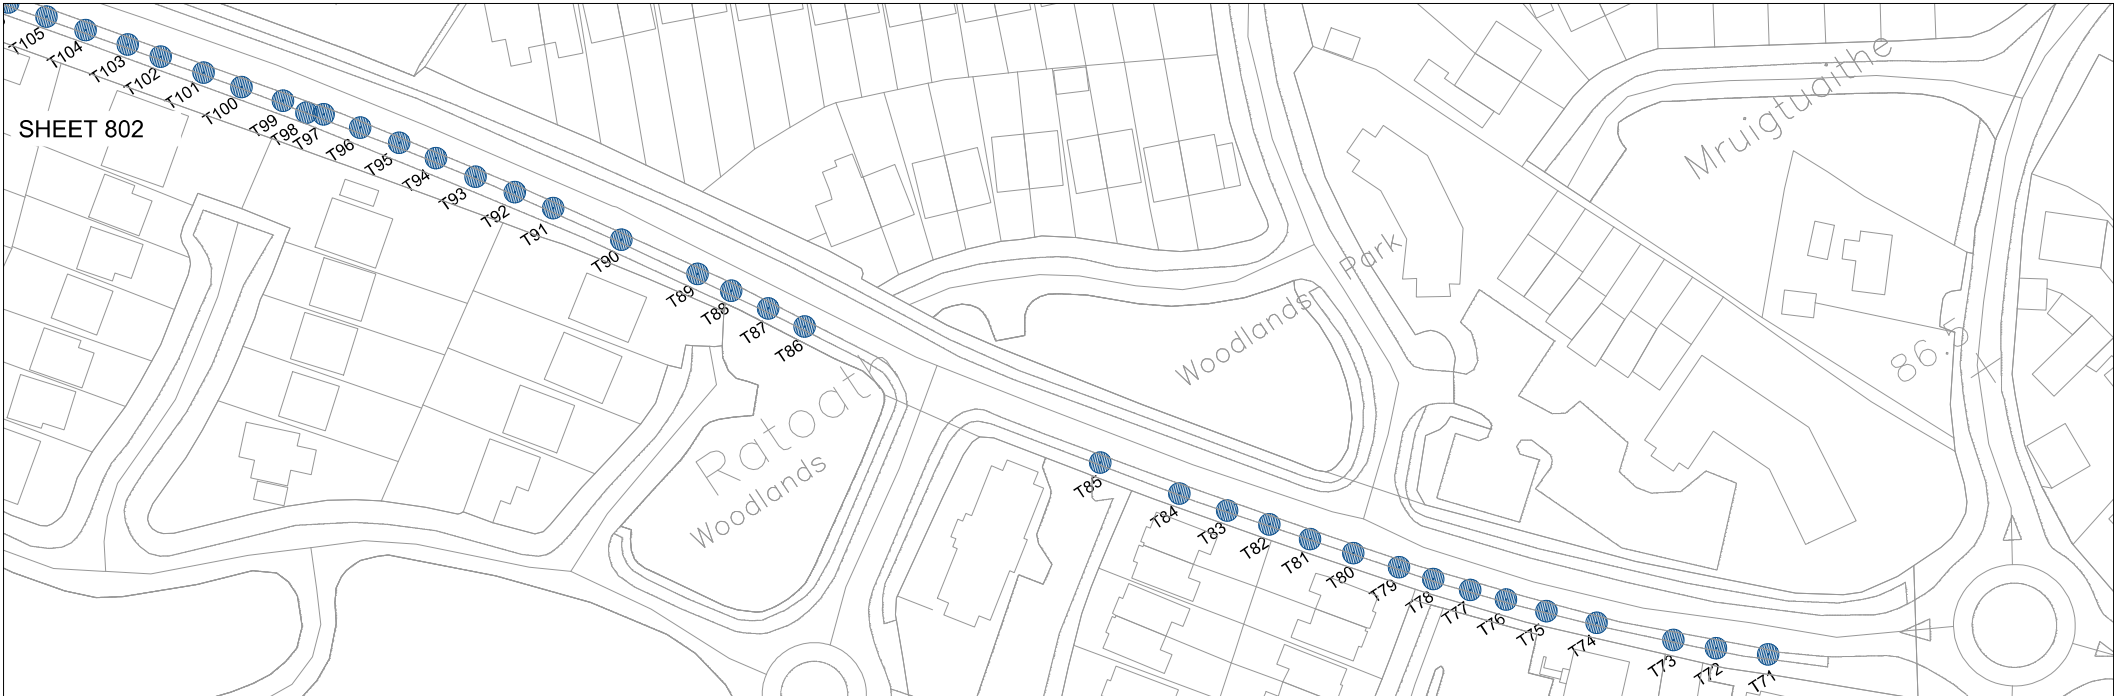 T105
T104
T103
T102
T101
T100
T99
T98
T97
T96
T95
T94
T93
T92
T91
T90
T89
T88
T87
T86
T85
T84
T83
T82
T81
T80
T79
T78
T77
T76
T75
T74
T73
T72
T71
SHEET 802
Mruigtuaithe
Woodlands Park
86.5
Ratoath
Woodlands